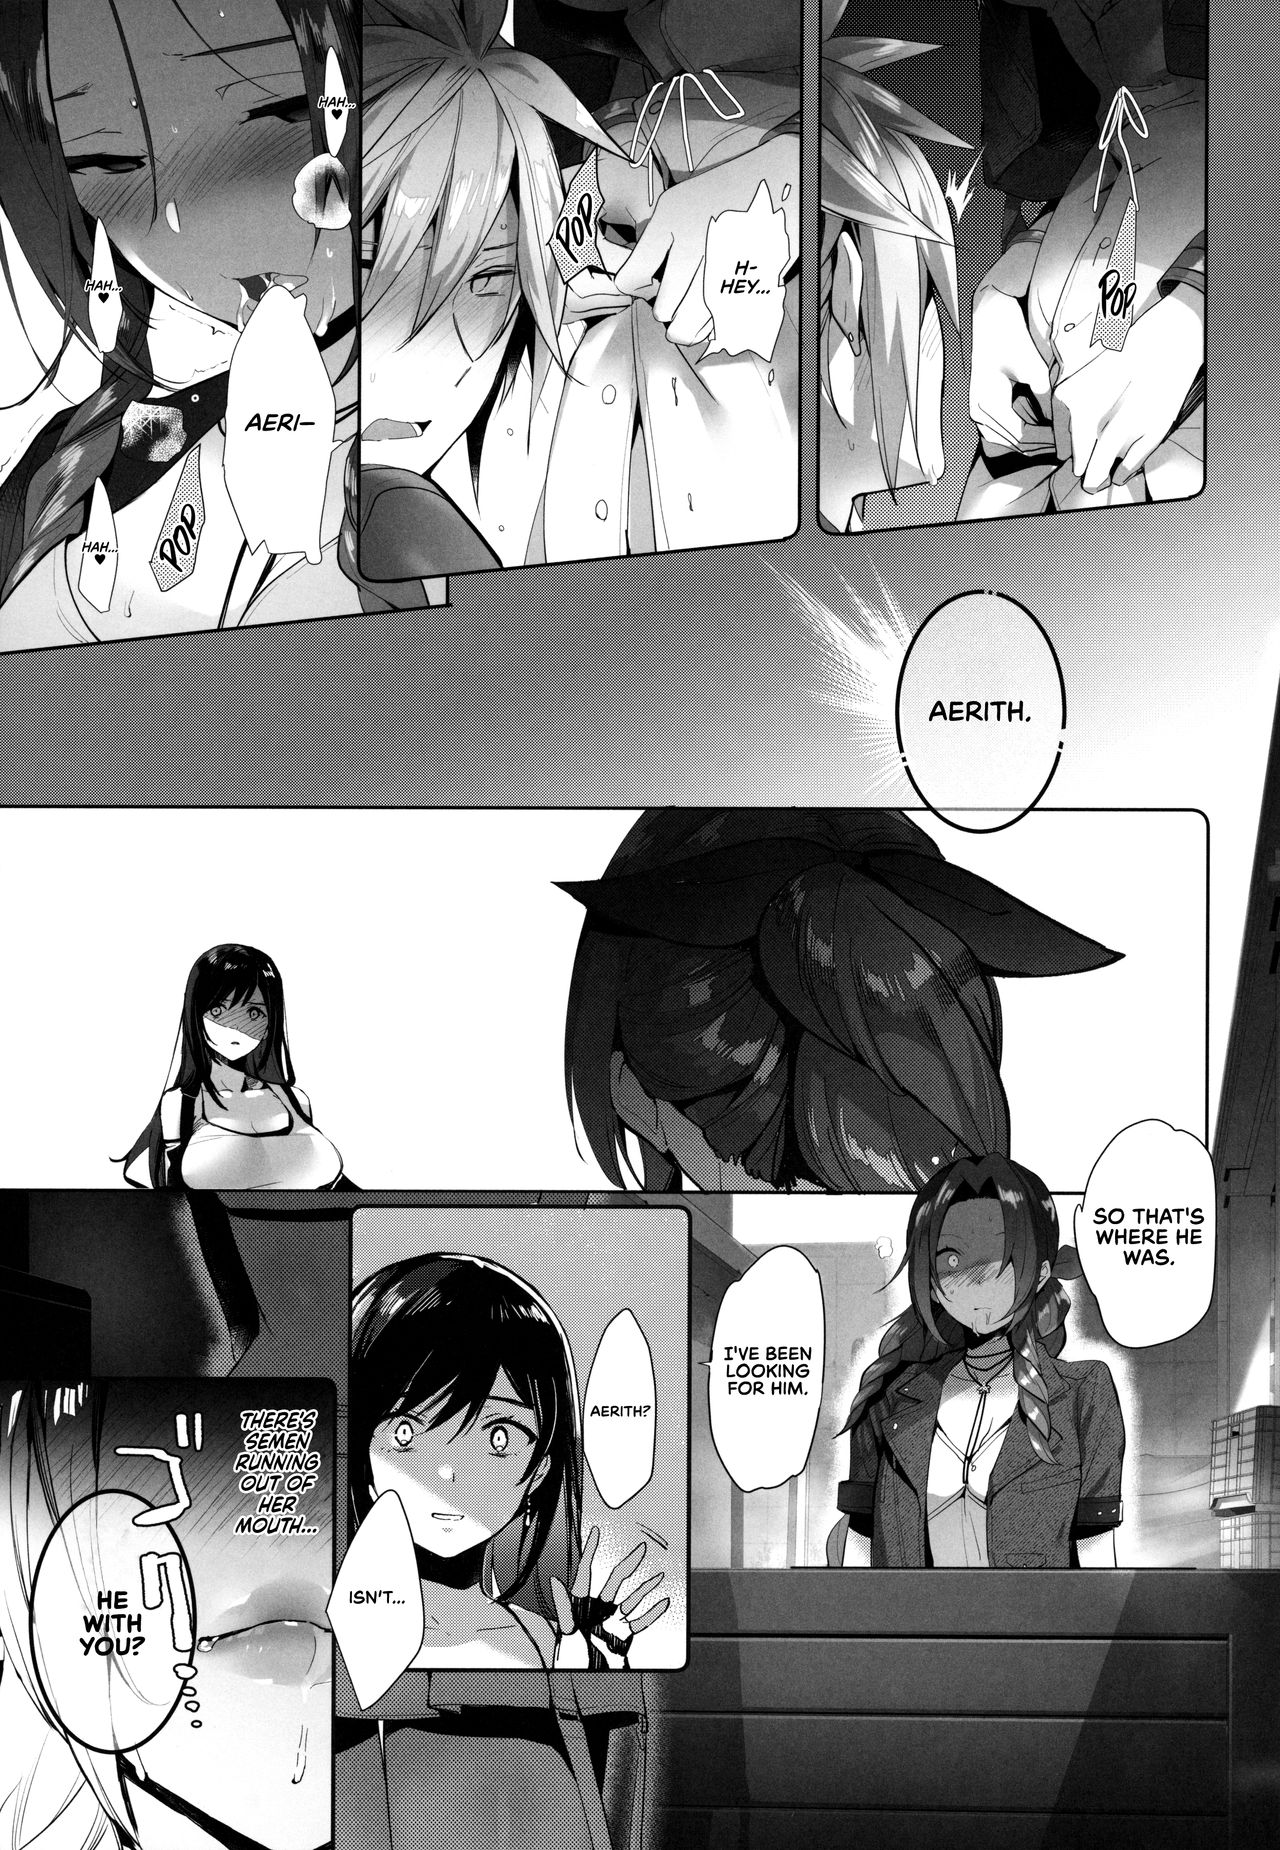 POP
H-
HEY...
POP
HAH...
♥
HAH...
♥
AERI—
POP
HAH...
♥
AERITH.
SO THAT'S
WHERE HE
WAS.
I'VE BEEN
LOOKING
FOR HIM.
AERITH?
ISN'T...
THERE'S
SEMEN
RUNNING
OUT OF
HER
MOUTH...
HE
WITH
YOU?